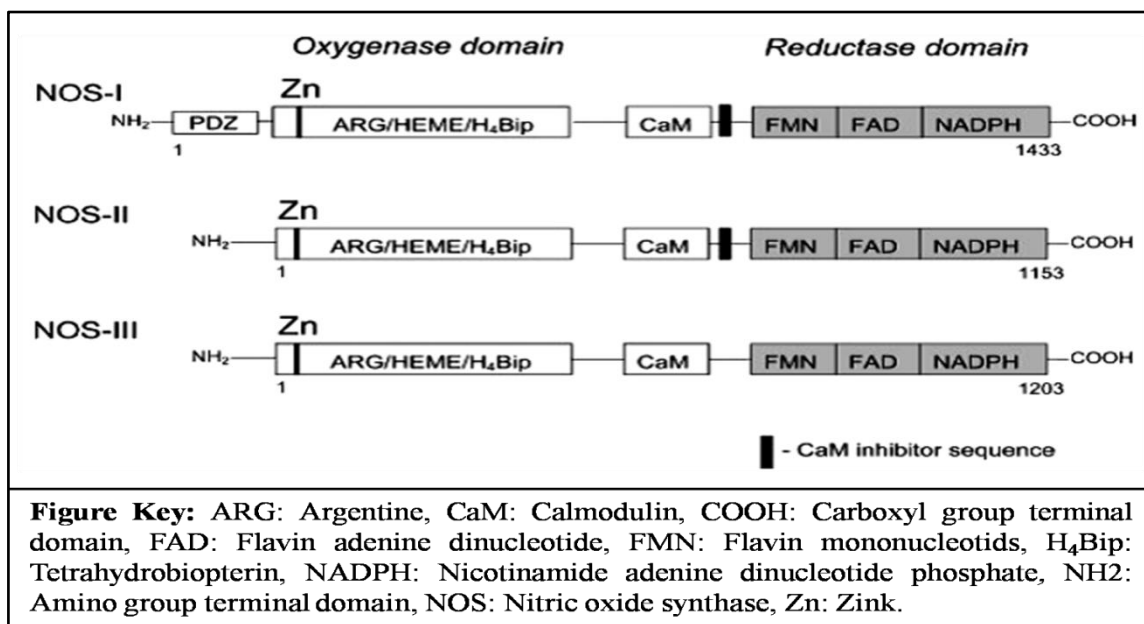 Oxygenase domain Reductase domain
NOS-I
Zn
NH₂ PDZ ARG/HEME/H₄Bip CaM FMN FAD NADPH COOH
1 1433
NOS-II
Zn
NH₂ ARG/HEME/H₄Bip CaM FMN FAD NADPH COOH
1 1153
NOS-III
Zn
NH₂ ARG/HEME/H₄Bip CaM FMN FAD NADPH COOH
1 1203
- CaM inhibitor sequence
Figure Key: ARG: Argentine, CaM: Calmodulin, COOH: Carboxyl group terminal
domain, FAD: Flavin adenine dinucleotide, FMN: Flavin mononucleotids, H₄Bip:
Tetrahydrobiopterin, NADPH: Nicotinamide adenine dinucleotide phosphate, NH2:
Amino group terminal domain, NOS: Nitric oxide synthase, Zn: Zink.